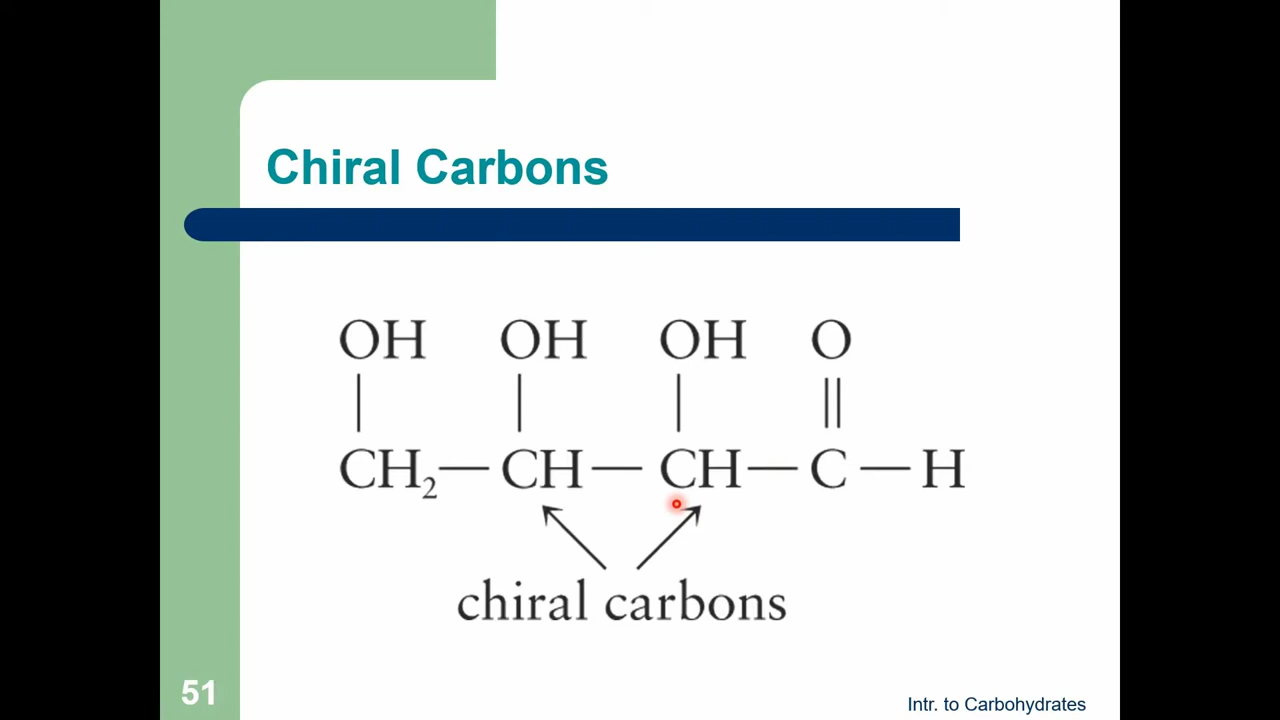 Chiral Carbons
OH OH OH O
CH₂ — CH — CH — C — H
chiral carbons
51
Intr. to Carbohydrates